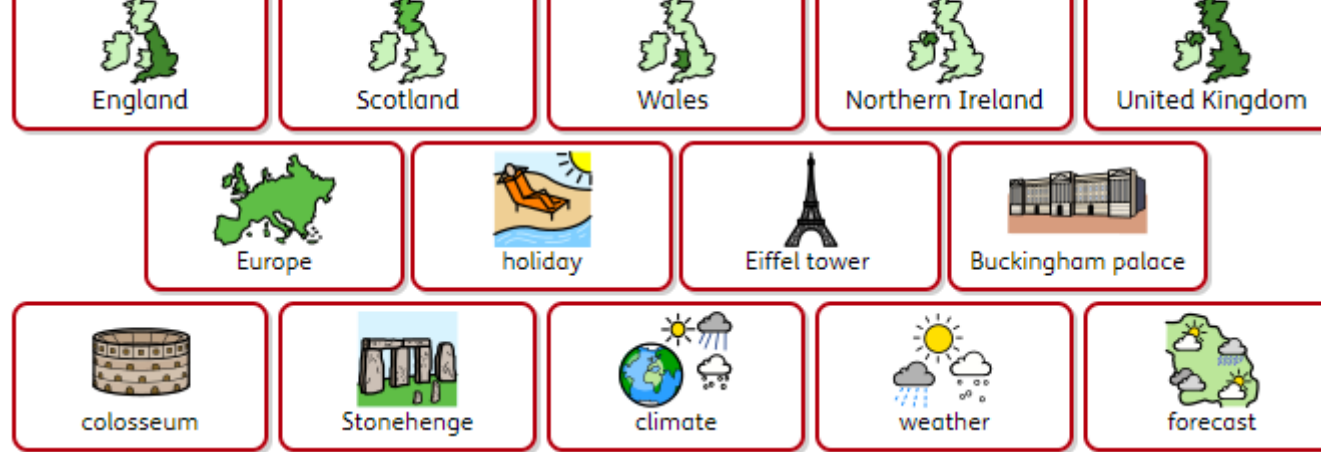 England
Scotland
Wales
Northern Ireland
United Kingdom
Europe
holiday
Eiffel tower
Buckingham palace
colosseum
Stonehenge
climate
weather
forecast